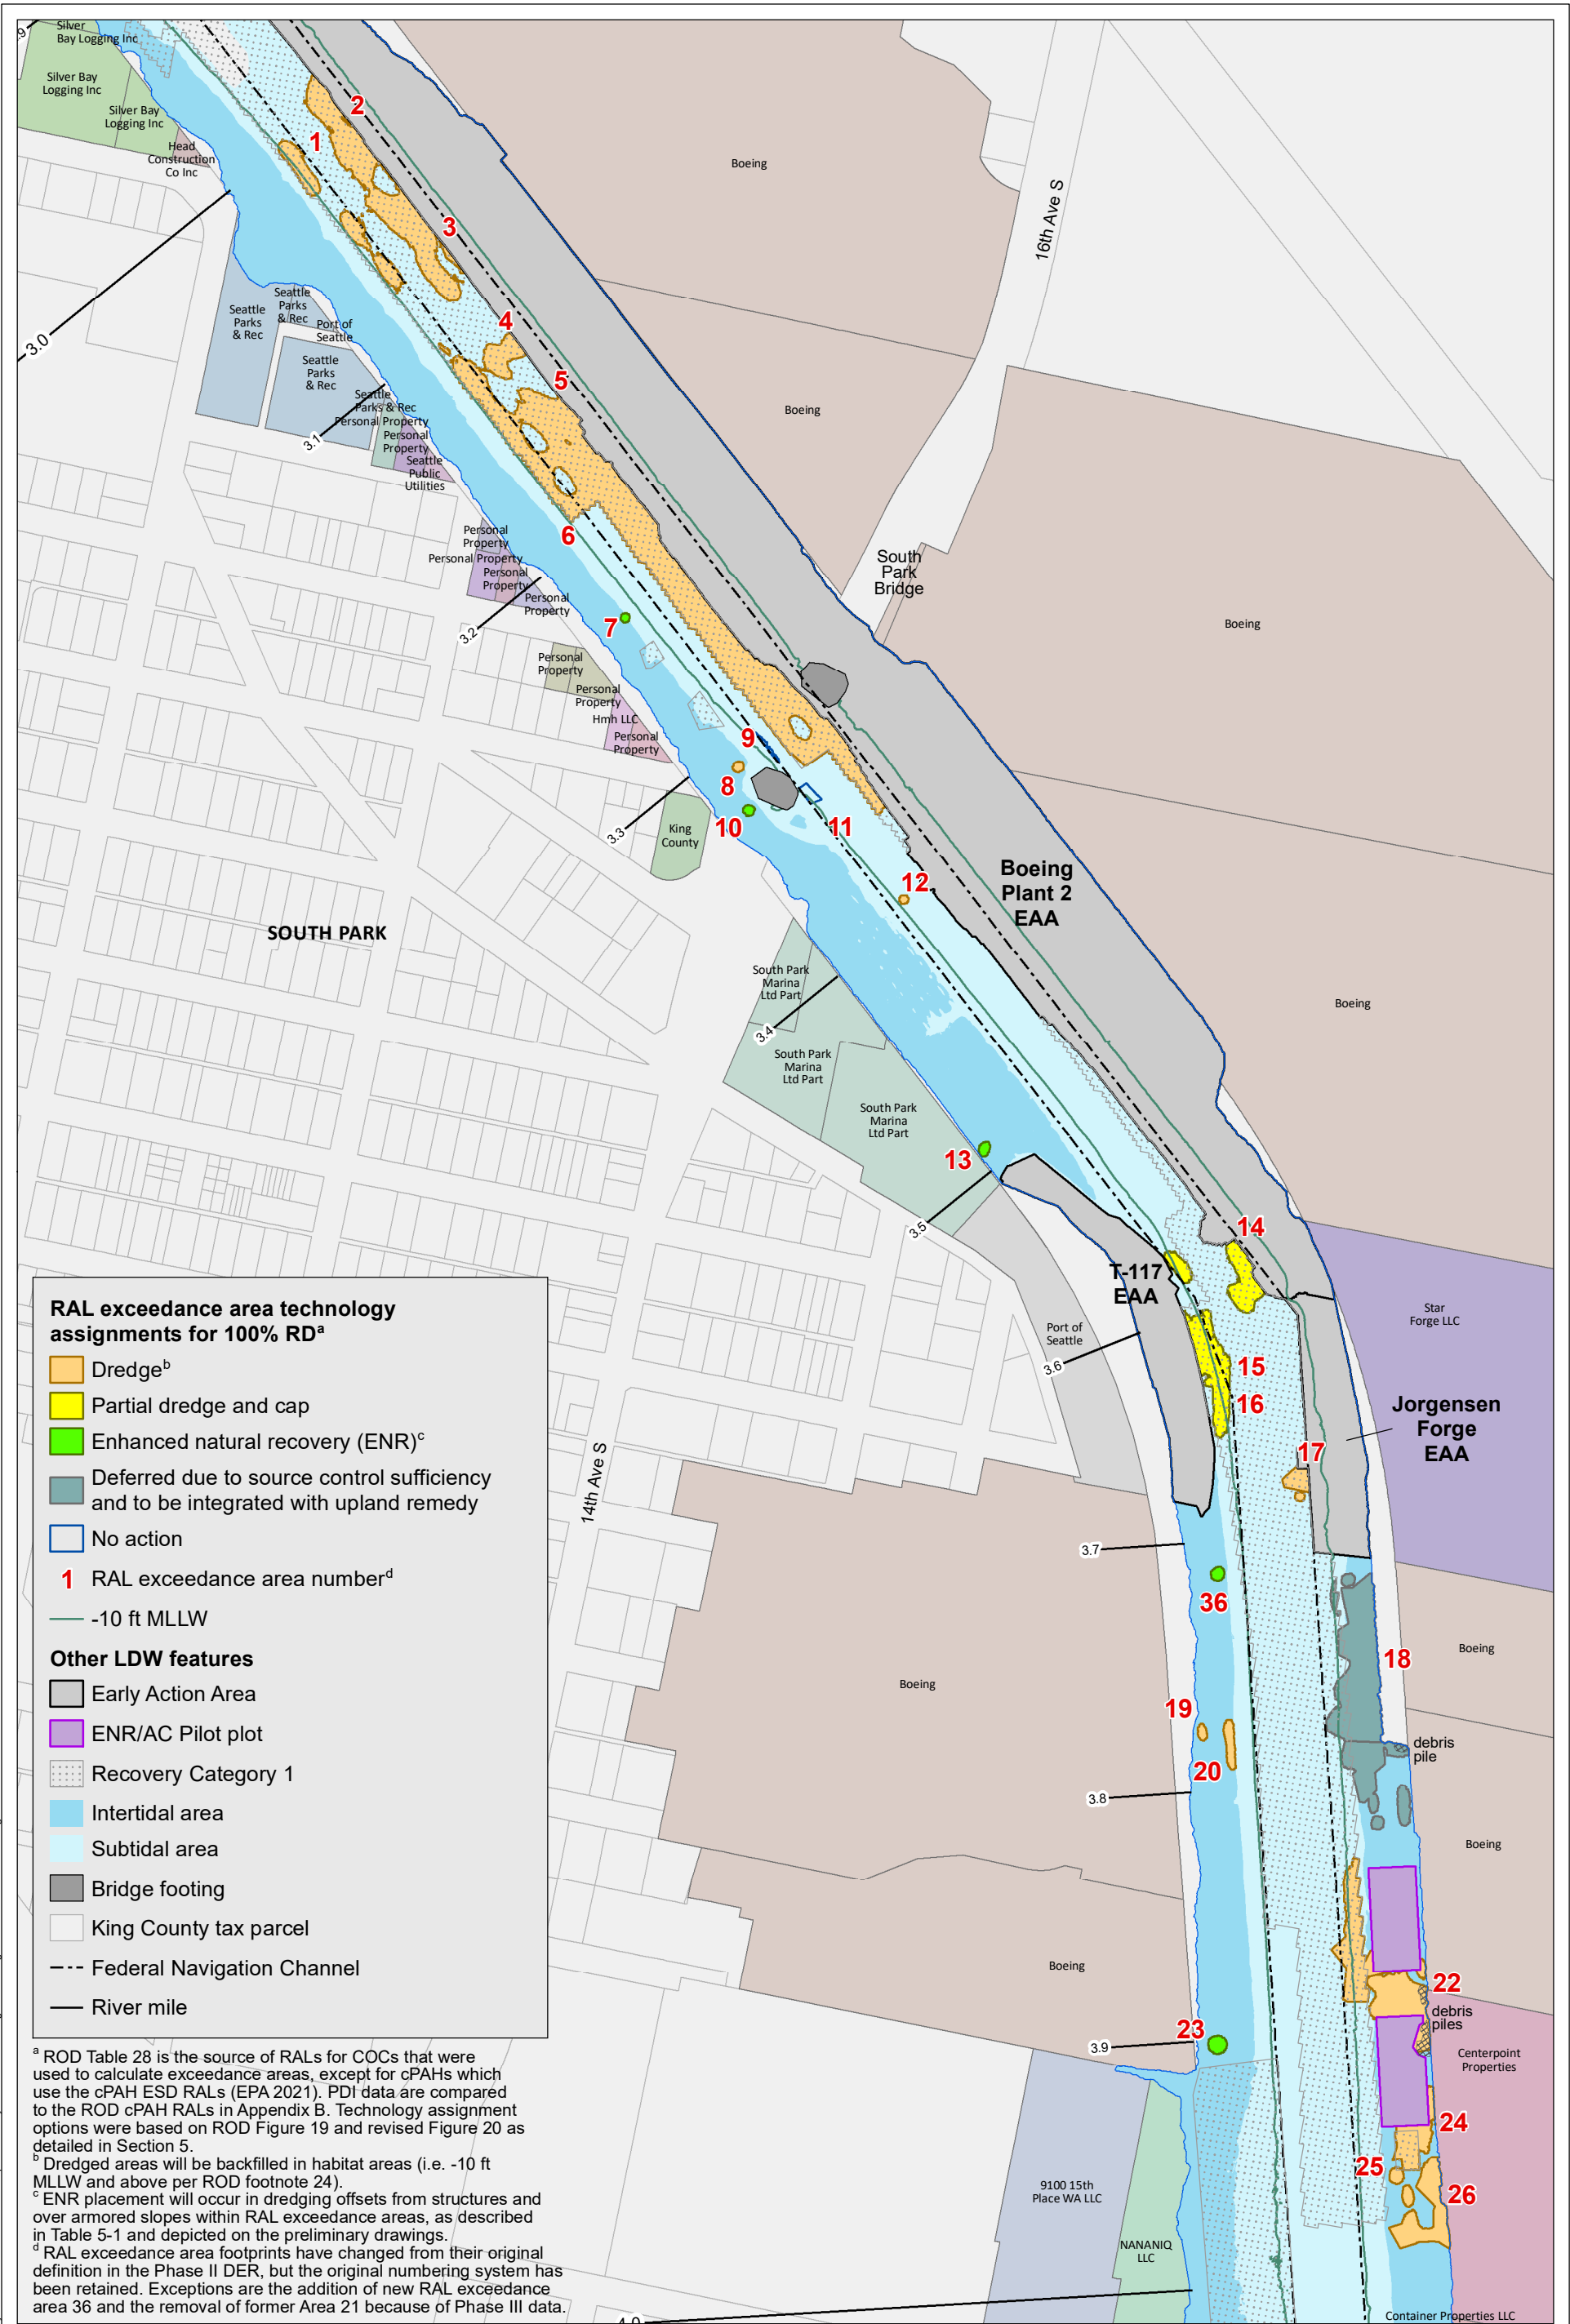 .9
Silver
Bay Logging Inc
Silver Bay
Logging Inc
Silver Bay
Logging Inc
Head
Construction
Co Inc
2
1
Boeing
16th Ave S
3
3.0
Seattle
Parks
& Rec
Seattle
Parks
& Rec
Port of
Seattle
Seattle
Parks
& Rec
4
5
Boeing
3.1
Seattle
Parks & Rec
Personal Property
Personal
Property
Seattle
Public
Utilities
6
Personal
Property
Personal Property
Personal
Property
Personal
Property
South
Park
Bridge
Boeing
7
3.2
Personal
Property
Personal
Property
Hmh LLC
Personal
Property
9
8
10
11
3.3
King
County
12
Boeing
Plant 2
EAA
SOUTH PARK
South Park
Marina
Ltd Part
3.4
South Park
Marina
Ltd Part
South Park
Marina
Ltd Part
Boeing
13
3.5
14
T-117
EAA
Port of
Seattle
3.6
Star
Forge LLC
15
16
17
Jorgensen
Forge
EAA
14th Ave S
3.7
36
18
Boeing
Boeing
19
20
debris
pile
3.8
Boeing
Boeing
22
debris
piles
23
3.9
Centerpoint
Properties
24
25
26
9100 15th
Place WA LLC
NANANIQ
LLC
Container Properties LLC
4.0
RAL exceedance area technology
assignments for 100% RDa
Dredgeb
Partial dredge and cap
Enhanced natural recovery (ENR)c
Deferred due to source control sufficiency
and to be integrated with upland remedy
No action
1 RAL exceedance area numberd
-10 ft MLLW
Other LDW features
Early Action Area
ENR/AC Pilot plot
Recovery Category 1
Intertidal area
Subtidal area
Bridge footing
King County tax parcel
Federal Navigation Channel
River mile
a ROD Table 28 is the source of RALs for COCs that were
used to calculate exceedance areas, except for cPAHs which
use the cPAH ESD RALs (EPA 2021). PDI data are compared
to the ROD cPAH RALs in Appendix B. Technology assignment
options were based on ROD Figure 19 and revised Figure 20 as
detailed in Section 5.
b Dredged areas will be backfilled in habitat areas (i.e. -10 ft
MLLW and above per ROD footnote 24).
c ENR placement will occur in dredging offsets from structures and
over armored slopes within RAL exceedance areas, as described
in Table 5-1 and depicted on the preliminary drawings.
d RAL exceedance area footprints have changed from their original
definition in the Phase II DER, but the original numbering system has
been retained. Exceptions are the addition of new RAL exceedance
area 36 and the removal of former Area 21 because of Phase III data.